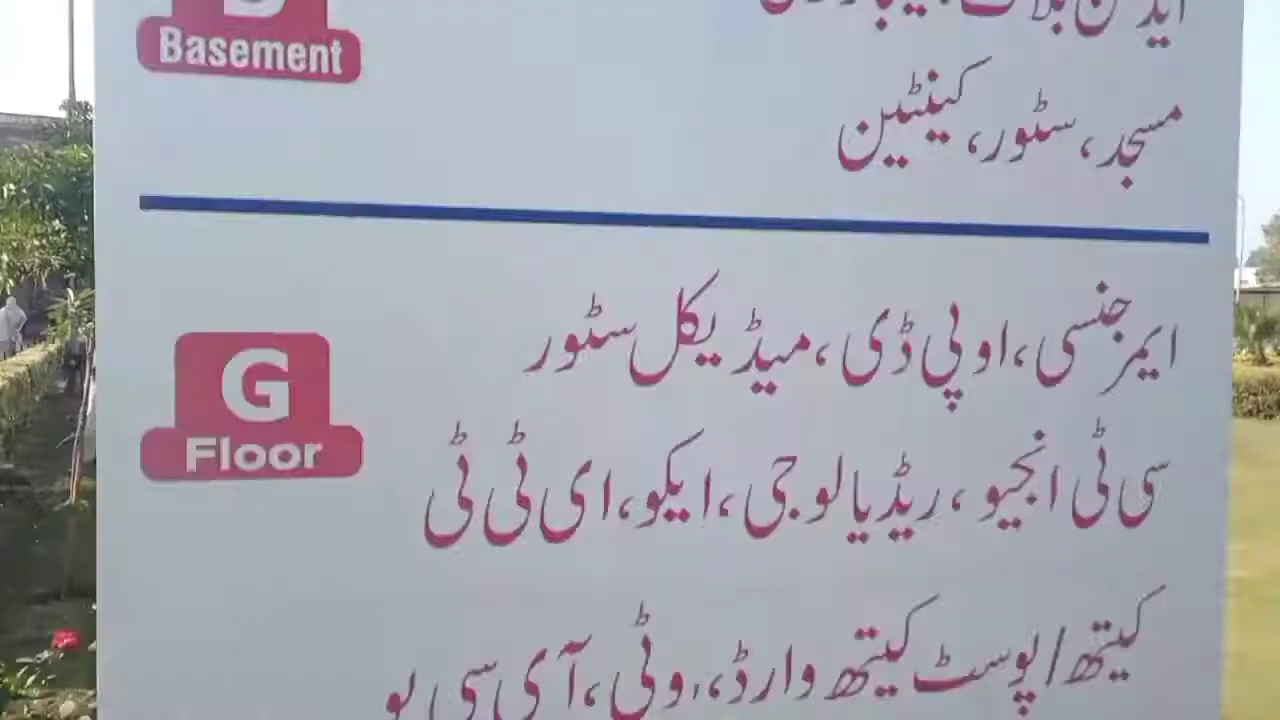 Basement
مسجد، سٹور، کینٹین
G
Floor
ایمرجنسی، او پی ڈی، میڈیکل سٹور
سی ٹی انجیو، ریڈیالوجی، ایکو، ای ٹی ٹی
کیتھ / پوسٹ کیتھ وارڈ، وٹی، آئی سی یو